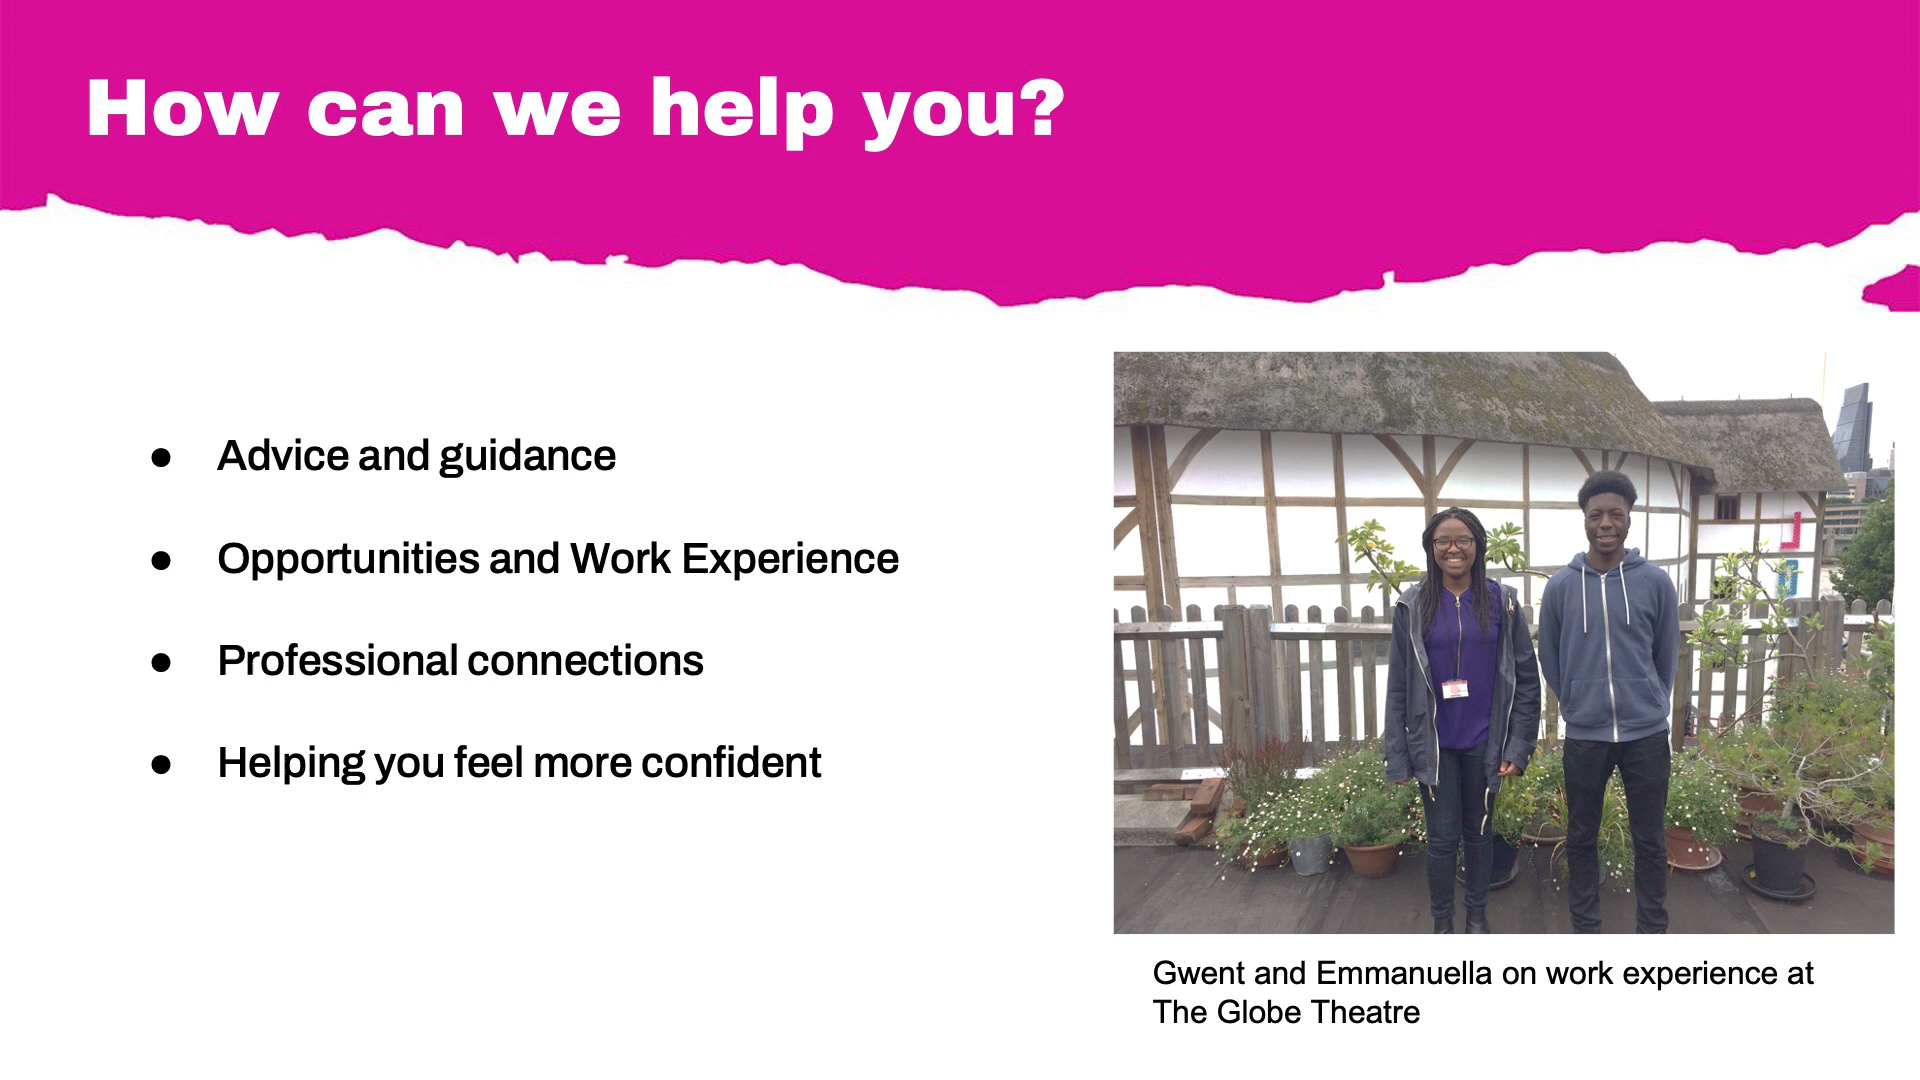 How can we help you?
● Advice and guidance
● Opportunities and Work Experience
● Professional connections
● Helping you feel more confident
Gwent and Emmanuella on work experience at
The Globe Theatre